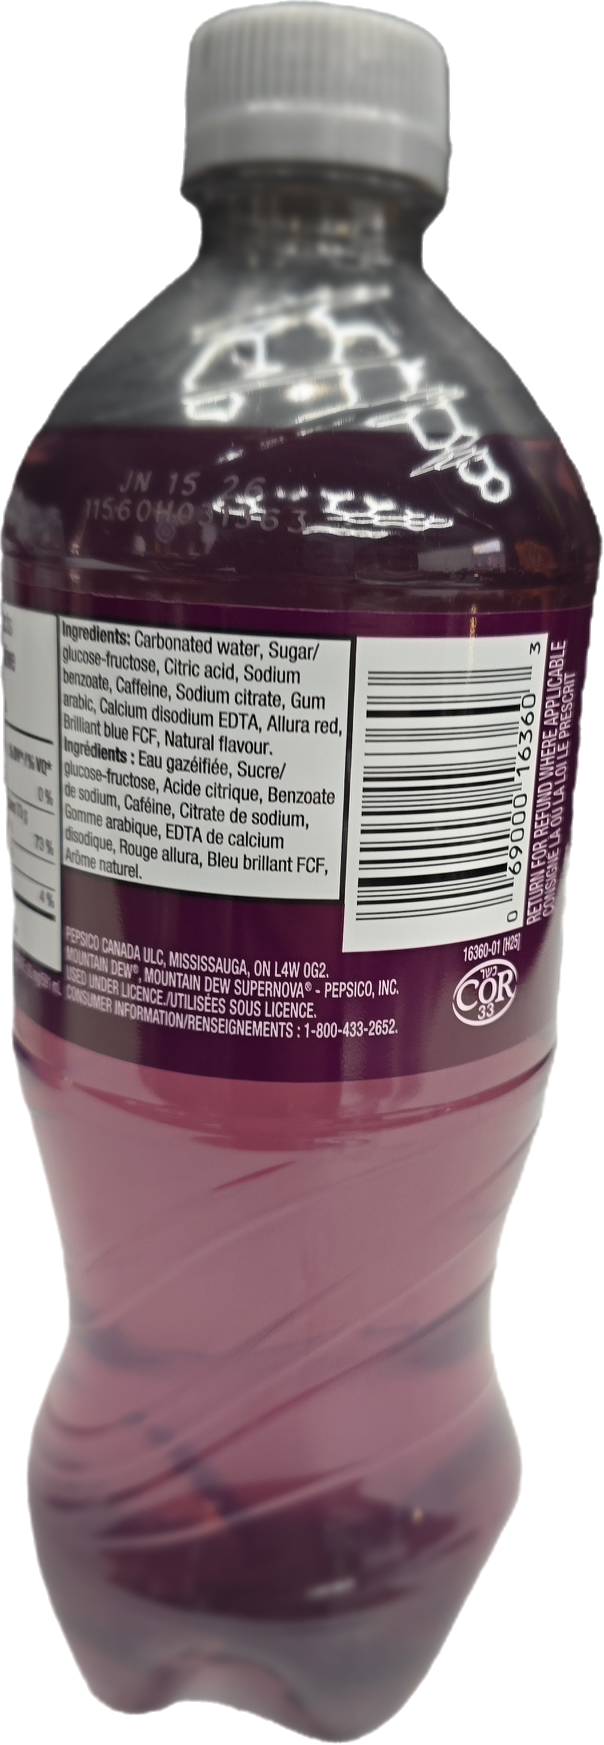 JN 15 26
Ingredients: Carbonated water, Sugar/
glucose-fructose, Citric acid, Sodium
benzoate, Caffeine, Sodium citrate, Gum
arabic, Calcium disodium EDTA, Allura red,
Brilliant blue FCF, Natural flavour.
Ingrédients : Eau gazéifiée, Sucre/
glucose-fructose, Acide citrique, Benzoate
de sodium, Caféine, Citrate de sodium,
Gomme arabique, EDTA de calcium
disodique, Rouge allura, Bleu brillant FCF,
Arôme naturel.
% VD*
0 %
73 %
4 %
0 69000 16360 3
RETURN FOR REFUND WHERE APPLICABLE
CONSIGNÉ LÀ OÙ LA LOI LE PRESCRIT
PEPSICO CANADA ULC, MISSISSAUGA, ON L4W 0G2.
MOUNTAIN DEW®, MOUNTAIN DEW SUPERNOVA® - PEPSICO, INC.
USED UNDER LICENCE./UTILISÉES SOUS LICENCE.
CONSUMER INFORMATION/RENSEIGNEMENTS : 1-800-433-2652.
16360-01 [H25]
כשר
COR
33